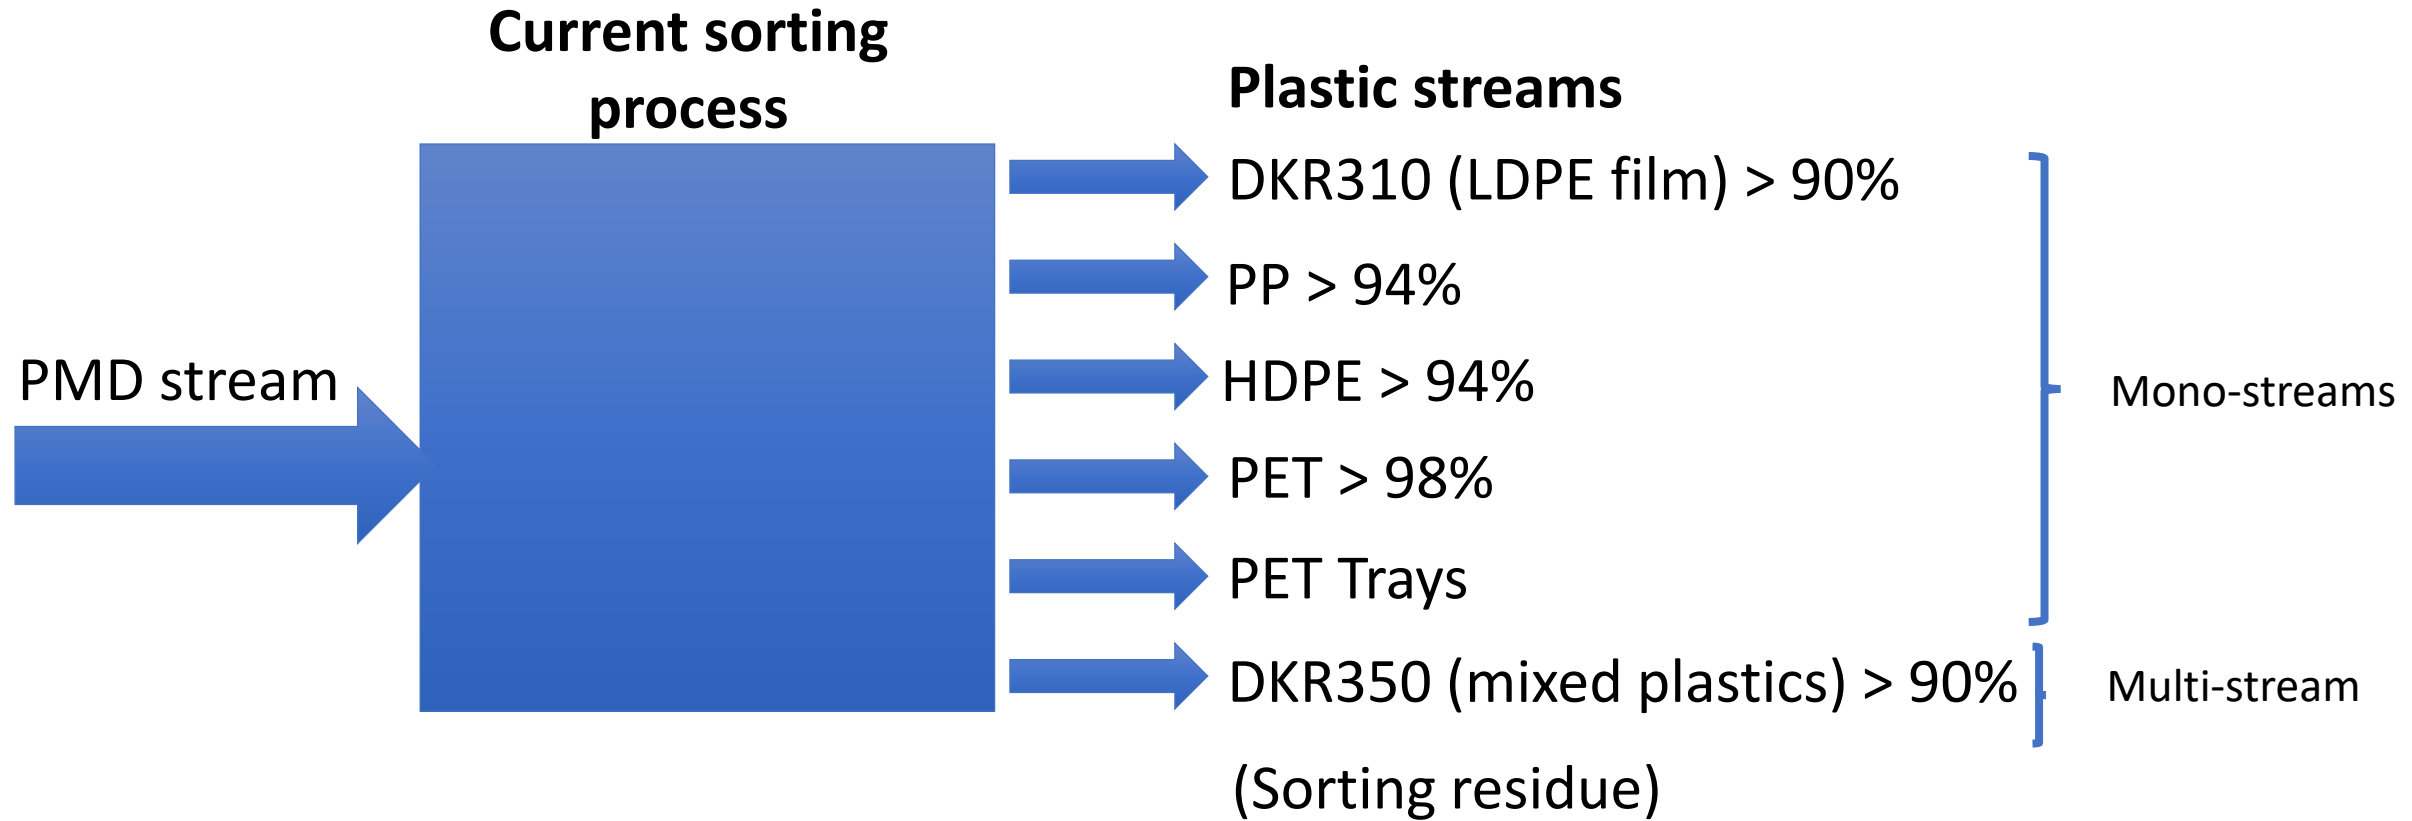 Current sorting
process
Plastic streams
DKR310 (LDPE film) > 90%
PP > 94%
HDPE > 94%
PMD stream
Mono-streams
PET > 98%
PET Trays
DKR350 (mixed plastics) > 90%
Multi-stream
(Sorting residue)